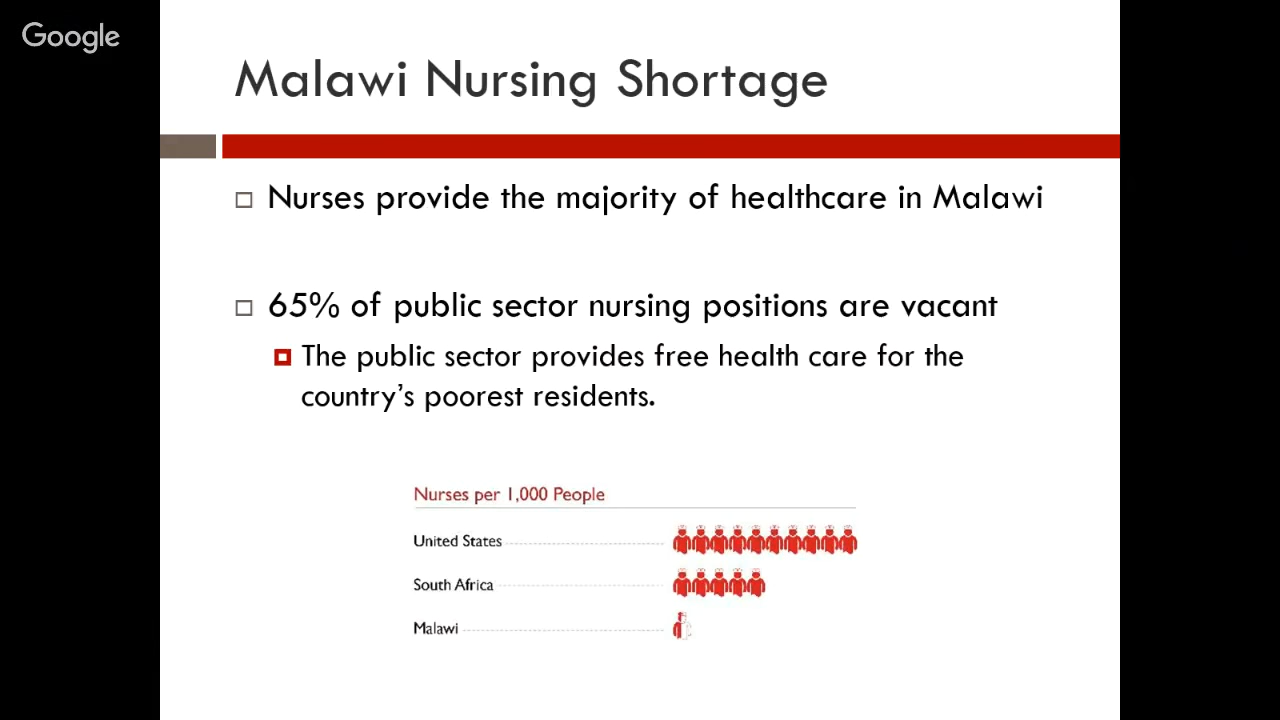 Google
Malawi Nursing Shortage
Nurses provide the majority of healthcare in Malawi
65% of public sector nursing positions are vacant
The public sector provides free health care for the
country's poorest residents.
Nurses per 1,000 People
United States
South Africa
Malawi